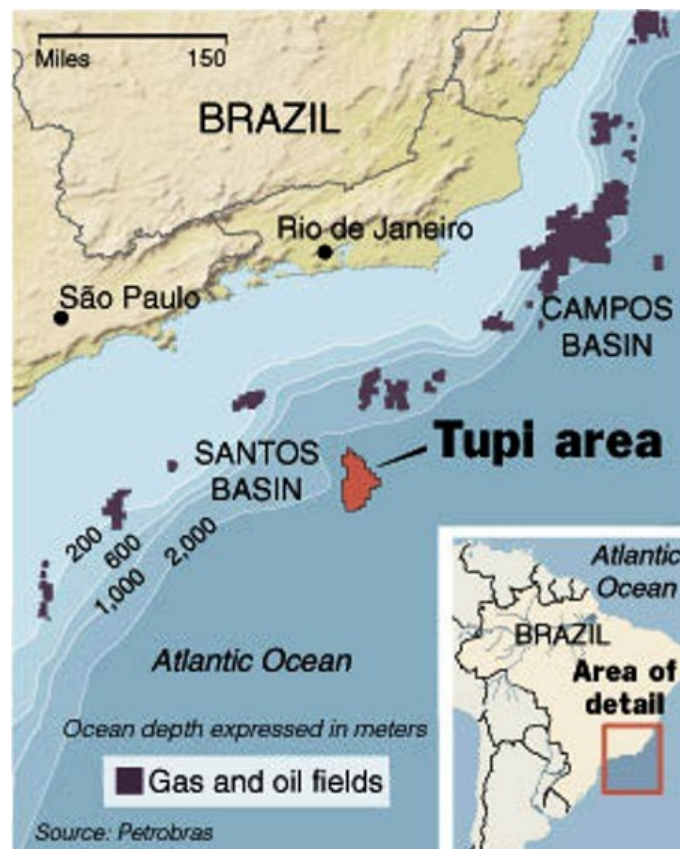 Miles 150
BRAZIL
Rio de Janeiro
São Paulo
CAMPOS
BASIN
Tupi area
SANTOS
BASIN
200
600
1,000
2,000
Atlantic Ocean
Ocean depth expressed in meters
Gas and oil fields
Source: Petrobras
Atlantic
Ocean
BRAZIL
Area of
detail